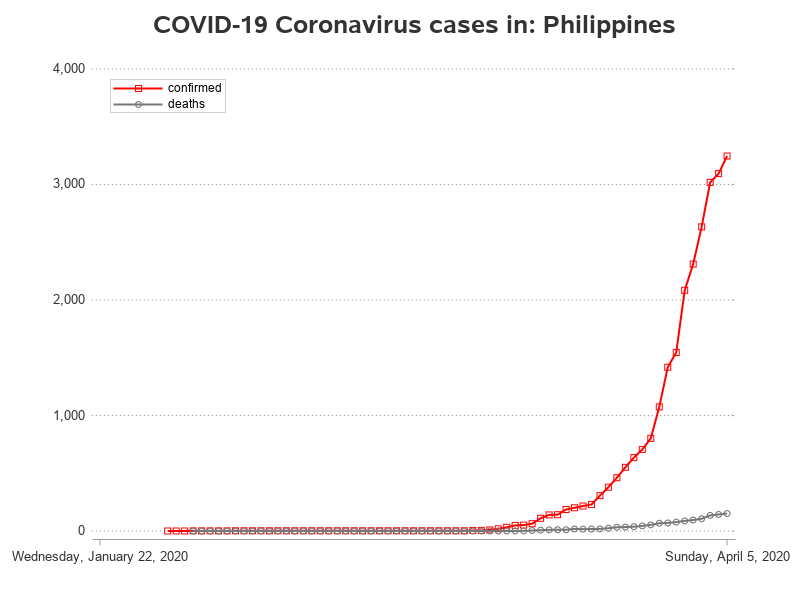 COVID-19 Coronavirus cases in: Philippines
4,000
confirmed
deaths
3,000
2,000
1,000
0
Wednesday, January 22, 2020
Sunday, April 5, 2020